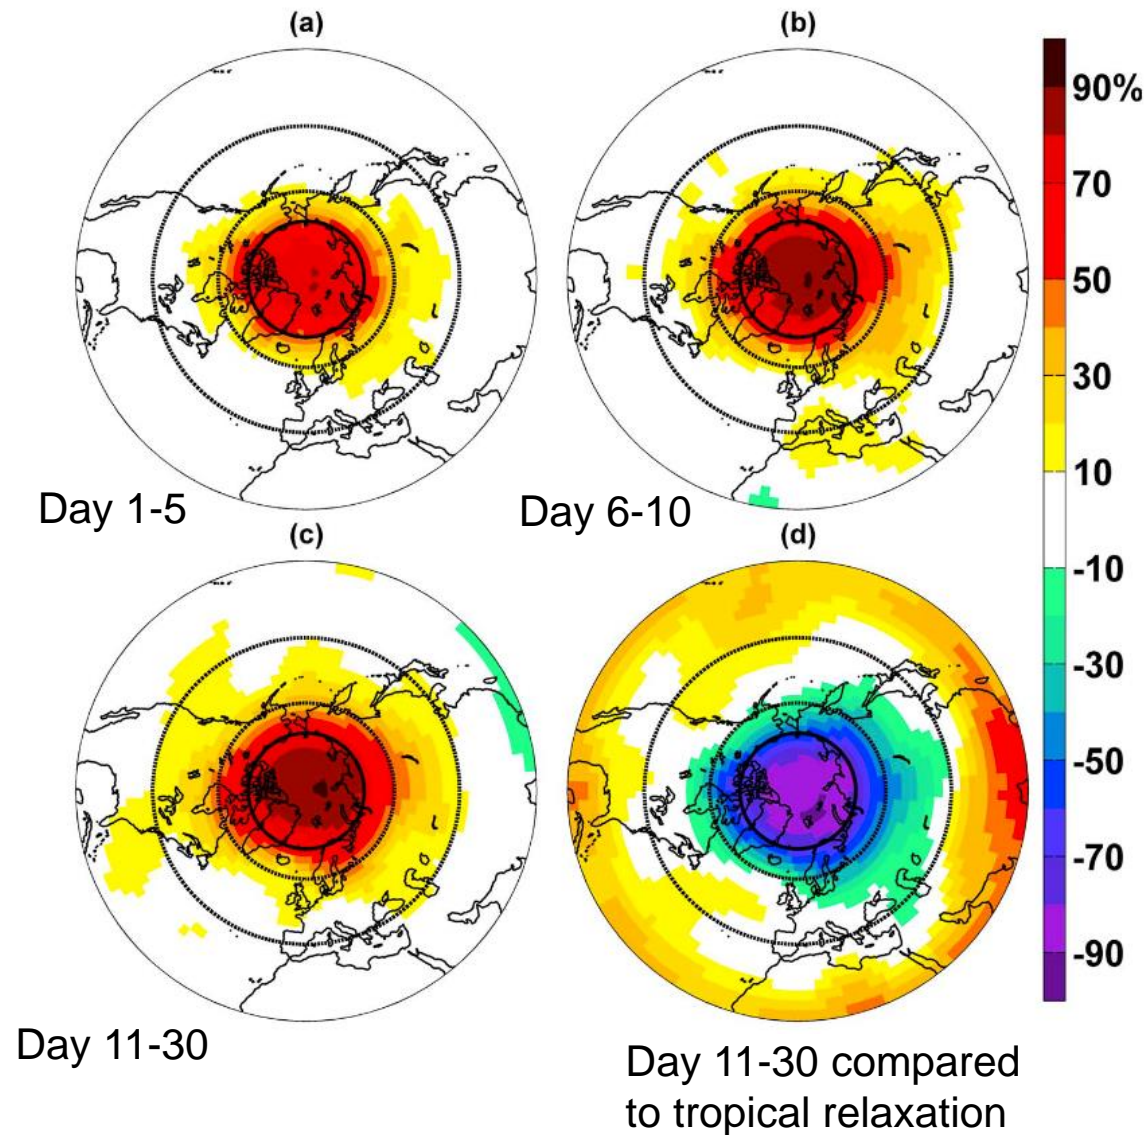 (a)
(b)
Day 1-5
Day 6-10
(c)
(d)
Day 11-30
Day 11-30 compared
to tropical relaxation
90%
70
50
30
10
-10
-30
-50
-70
-90